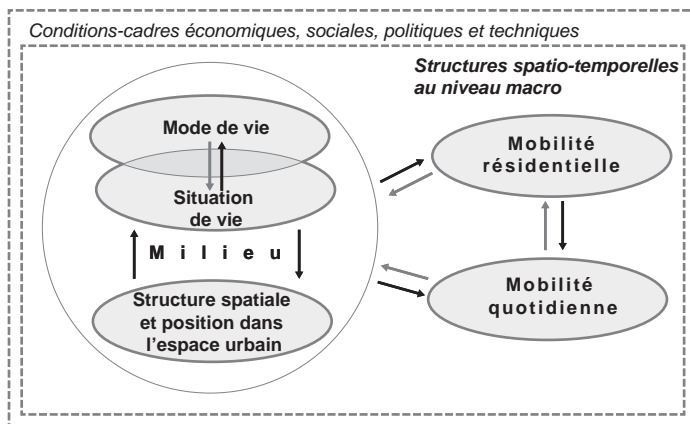 Conditions-cadres économiques, sociales, politiques et techniques
Structures spatio-temporelles
au niveau macro
Mode de vie
Situation
de vie
Milieu
Structure spatiale
et position dans
l'espace urbain
Mobilité
résidentielle
Mobilité
quotidienne